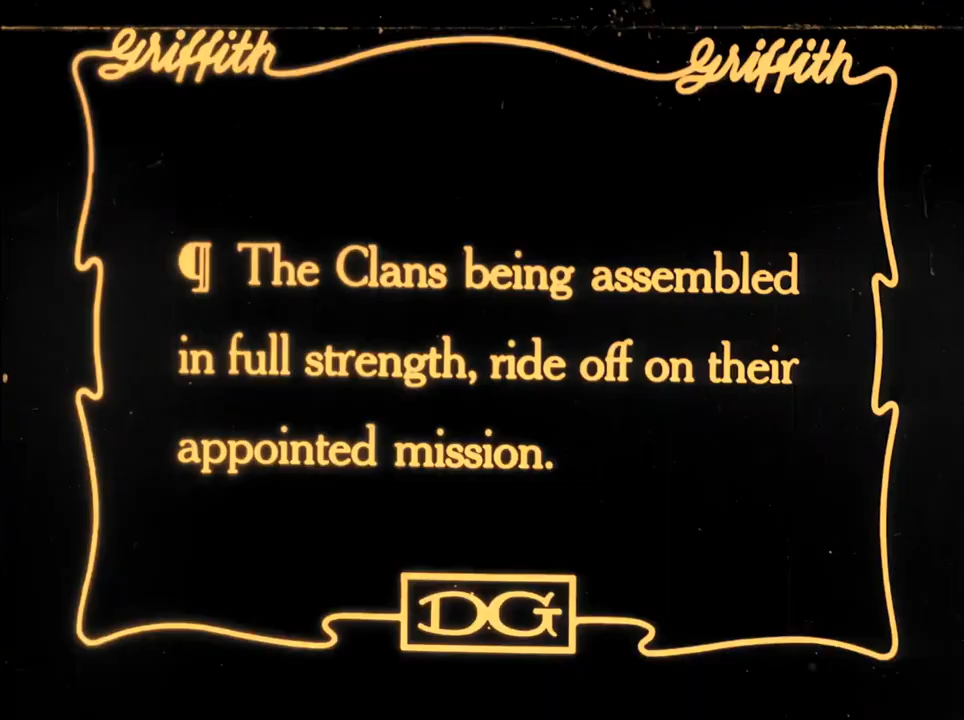 Griffith Griffith
¶ The Clans being assembled
in full strength, ride off on their
appointed mission.
DG